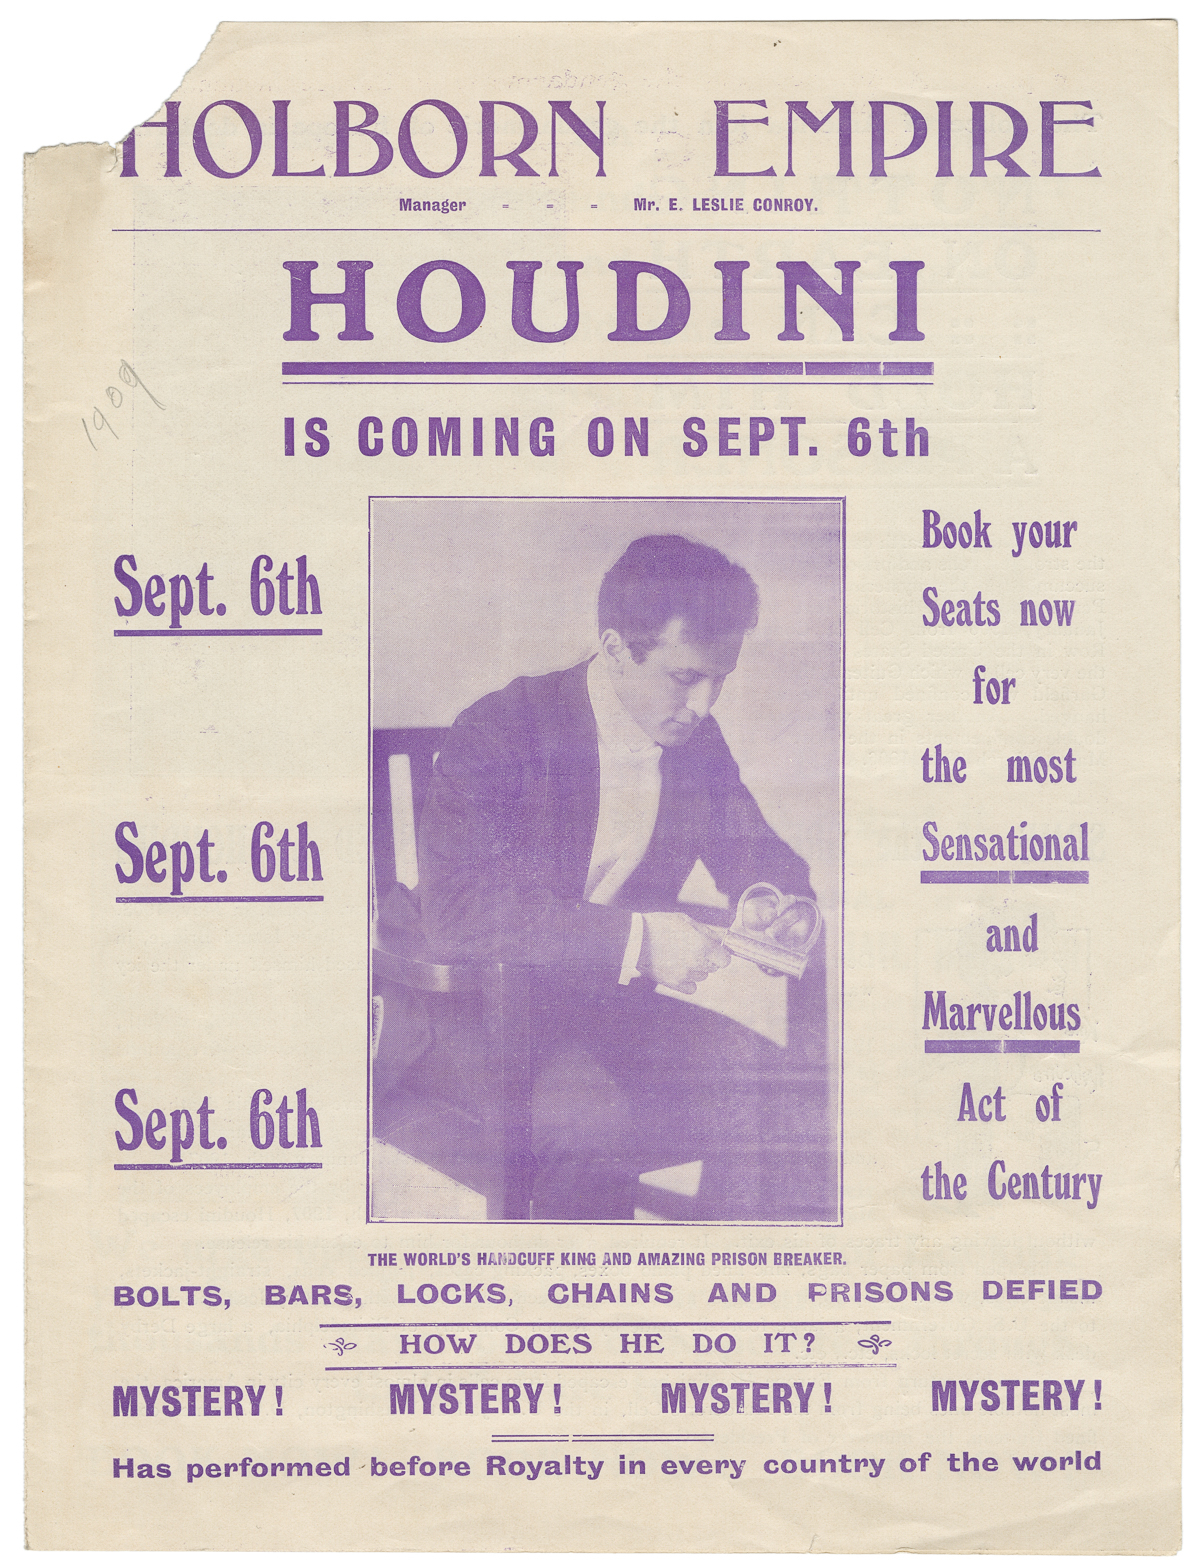 HOLBORN EMPIRE
Manager - - - Mr. E. LESLIE CONROY.
HOUDINI
IS COMING ON SEPT. 6th
1909
Sept. 6th
Sept. 6th
Sept. 6th
Book your
Seats now
for
the most
Sensational
and
Marvellous
Act of
the Century
THE WORLD'S HANDCUFF KING AND AMAZING PRISON BREAKER.
BOLTS, BARS, LOCKS, CHAINS AND PRISONS DEFIED
HOW DOES HE DO IT?
MYSTERY! MYSTERY! MYSTERY! MYSTERY!
Has performed before Royalty in every country of the world